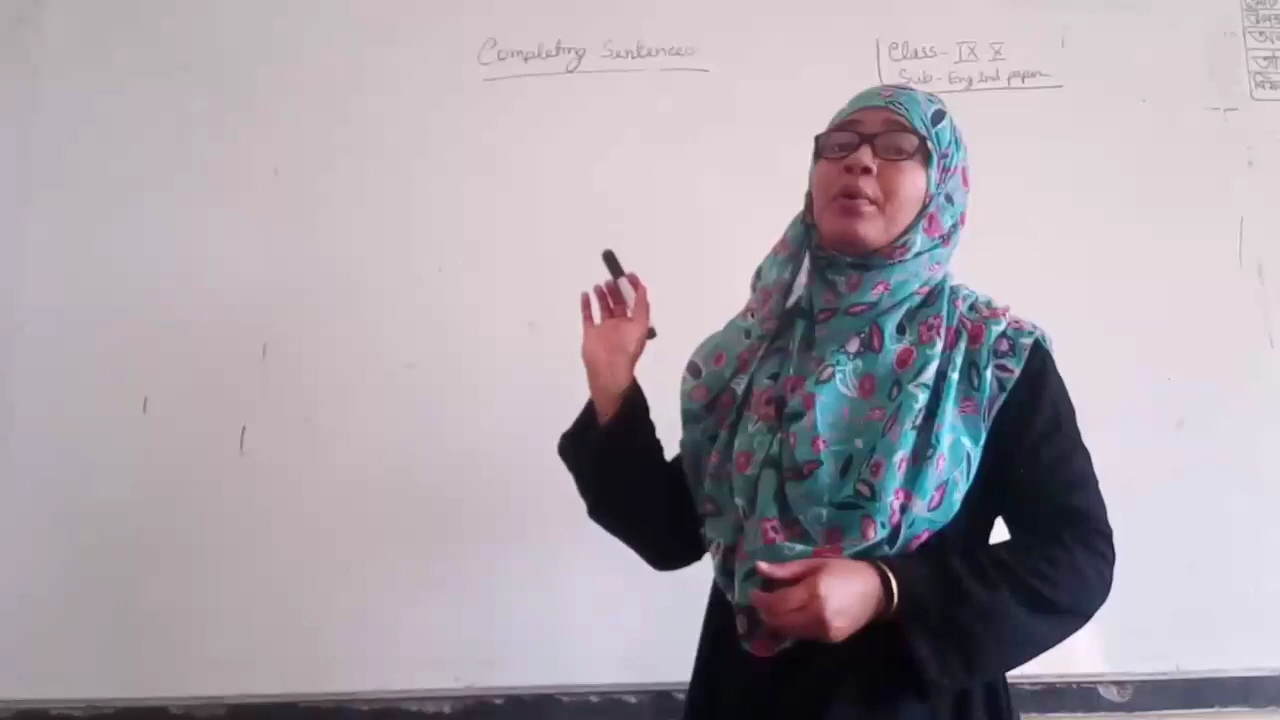 Completing Sentences
Class- IX X
Sub- Eng 2nd paper